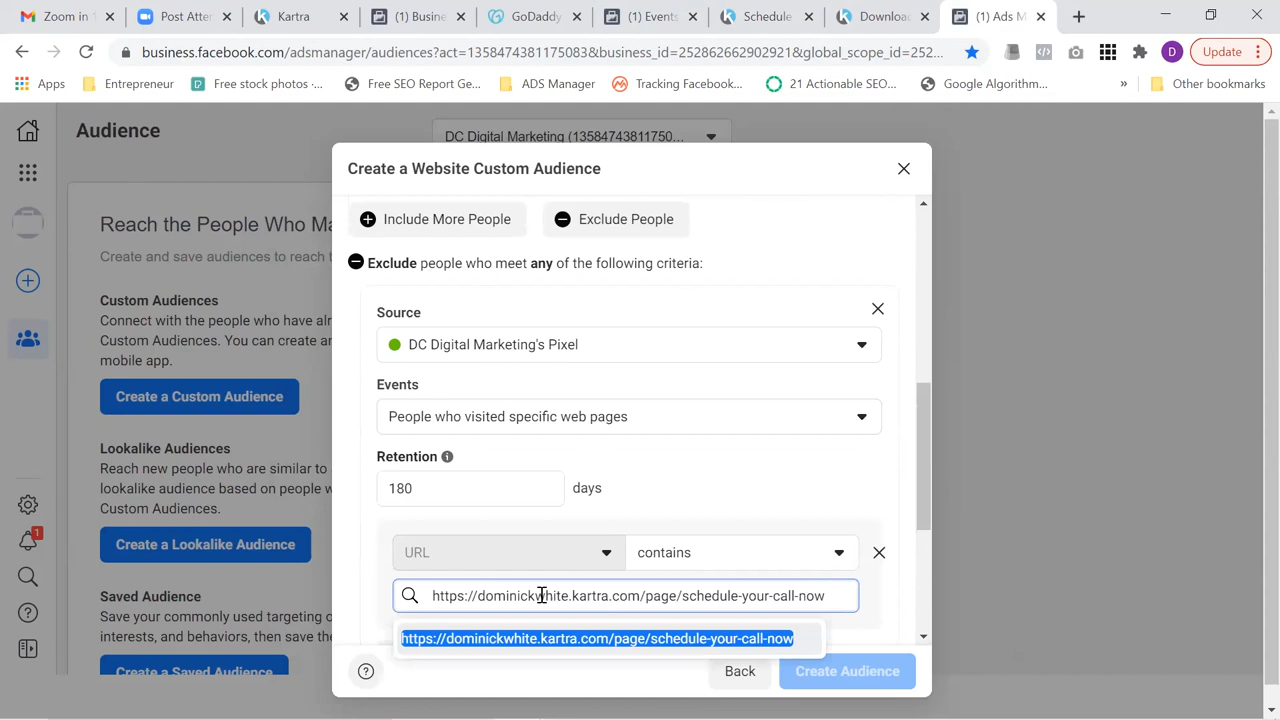 Zoom in 1
Post Atter
Kartra
(1) Busine
GoDaddy
(1) Events
Schedule
Downloac
(1) Ads M
business.facebook.com/adsmanager/audiences?act=1358474381175083&business_id=252862662902921&global_scope_id=252...
D
Update
Apps
Entrepreneur
Free stock photos · ...
Free SEO Report Ge...
ADS Manager
Tracking Facebook...
21 Actionable SEO...
Google Algorithm...
»
Other bookmarks
Audience
DC Digital Marketing (13584743811750...
Reach the People Who Ma
Create and save audiences to reach t
Custom Audiences
Connect with the people who have alr
Custom Audiences. You can create an
mobile app.
Create a Custom Audience
Lookalike Audiences
Reach new people who are similar to
lookalike audience based on people w
Custom Audiences.
Create a Lookalike Audience
Saved Audience
Save your commonly used targeting o
interests, and behaviors, then save the
Create a Saved Audience
1
Create a Website Custom Audience
Include More People
Exclude People
Exclude people who meet any of the following criteria:
Source
DC Digital Marketing's Pixel
Events
People who visited specific web pages
Retention
180
days
URL
contains
https://dominickwhite.kartra.com/page/schedule-your-call-now
https://dominickwhite.kartra.com/page/schedule-your-call-now
Back
Create Audience